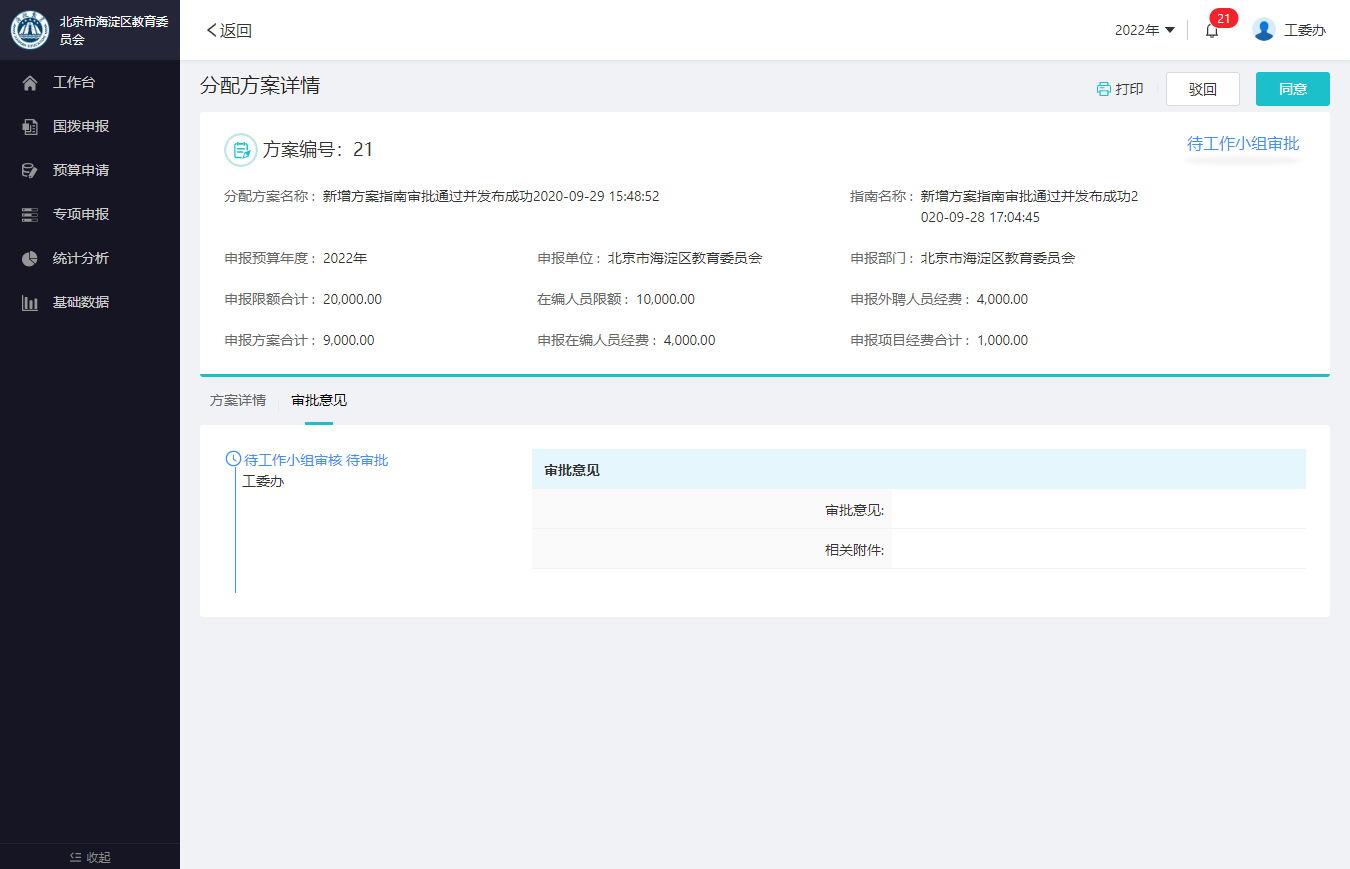 北京市海淀区教育委
员会
返回
2022年
21
工委办
工作台
国拨申报
预算申请
专项申报
统计分析
基础数据
收起
分配方案详情
打印
驳回
同意
方案编号：21
待工作小组审批
分配方案名称： 新增方案指南审批通过并发布成功2020-09-29 15:48:52
指南名称： 新增方案指南审批通过并发布成功2
020-09-28 17:04:45
申报预算年度： 2022年
申报单位： 北京市海淀区教育委员会
申报部门： 北京市海淀区教育委员会
申报限额合计： 20,000.00
在编人员限额： 10,000.00
申报外聘人员经费： 4,000.00
申报方案合计： 9,000.00
申报在编人员经费： 4,000.00
申报项目经费合计： 1,000.00
方案详情
审批意见
待工作小组审核 待审批
工委办
审批意见
审批意见:
相关附件: